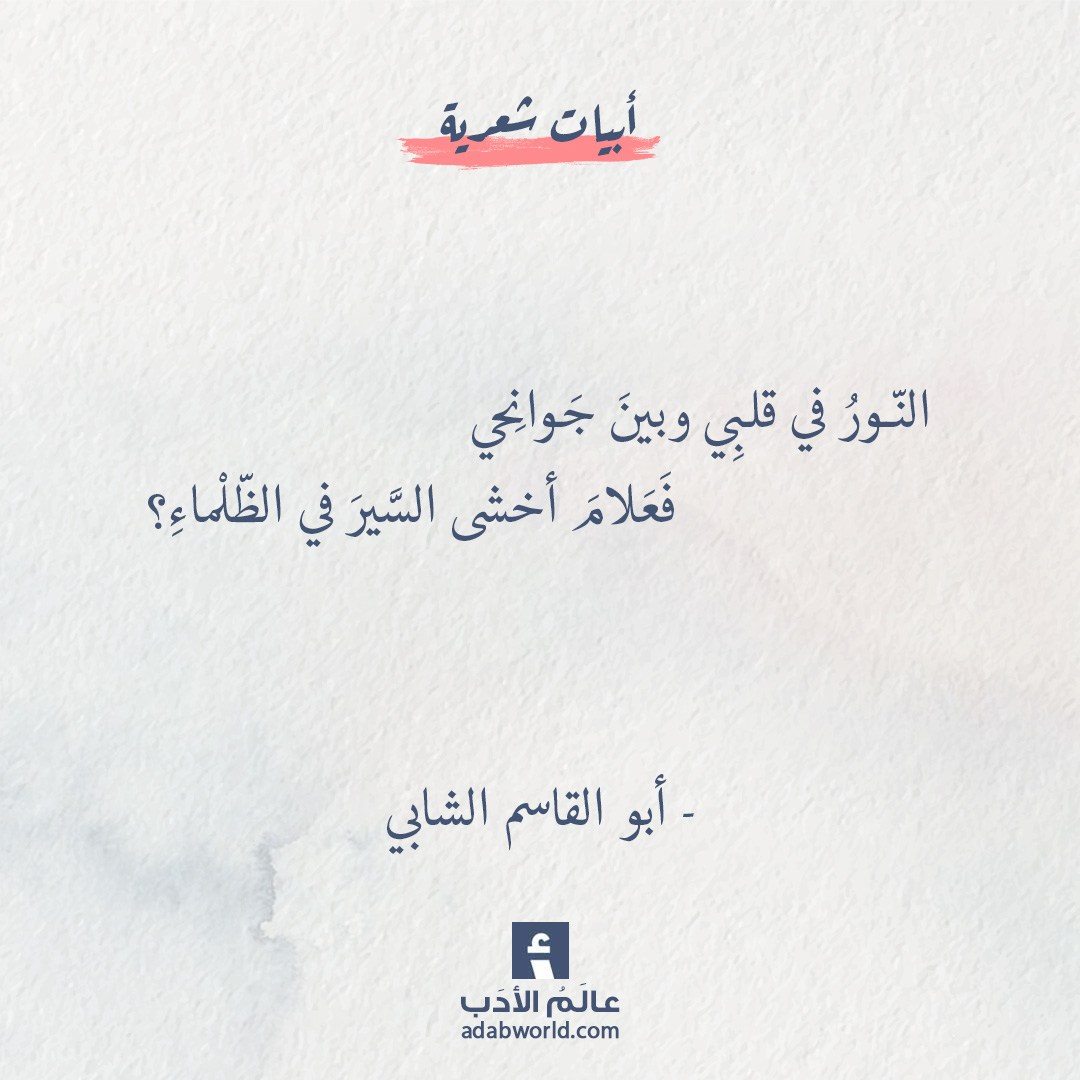 أبيات شعرية
النّـورُ في قلبِي وبينَ جَوانِحي
فَعَلامَ أخشى السَّيرَ في الظّلْماءِ؟
- أبو القاسم الشابي
أ
عالَمُ الأدَب
adabworld.com